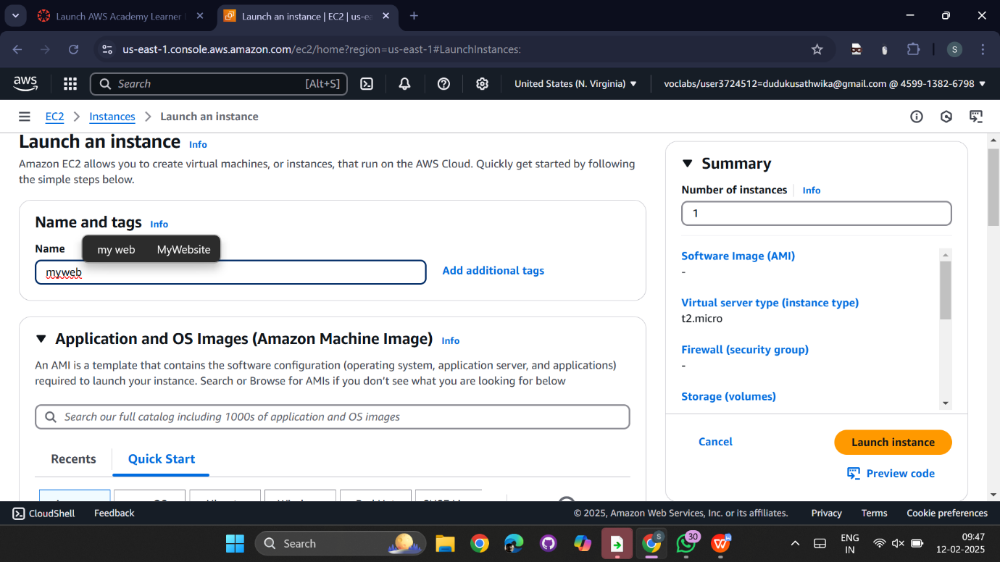 Launch AWS Academy Learner
Launch an instance | EC2 | us-ea
us-east-1.console.aws.amazon.com/ec2/home?region=us-east-1#LaunchInstances:
S
aws
Search
[Alt+S]
United States (N. Virginia)
voclabs/user3724512=dudukusathwika@gmail.com @ 4599-1382-6798
EC2
Instances
Launch an instance
Launch an instance
Info
Amazon EC2 allows you to create virtual machines, or instances, that run on the AWS Cloud. Quickly get started by following
the simple steps below.
Name and tags
Info
Name
my web
MyWebsite
myweb
Add additional tags
Application and OS Images (Amazon Machine Image)
Info
An AMI is a template that contains the software configuration (operating system, application server, and applications)
required to launch your instance. Search or Browse for AMIs if you don't see what you are looking for below
Search our full catalog including 1000s of application and OS images
Recents
Quick Start
Summary
Number of instances
Info
1
Software Image (AMI)
-
Virtual server type (instance type)
t2.micro
Firewall (security group)
-
Storage (volumes)
Cancel
Launch instance
Preview code
CloudShell
Feedback
© 2025, Amazon Web Services, Inc. or its affiliates.
Privacy
Terms
Cookie preferences
Search
S
30
W
ENG
IN
09:47
12-02-2025